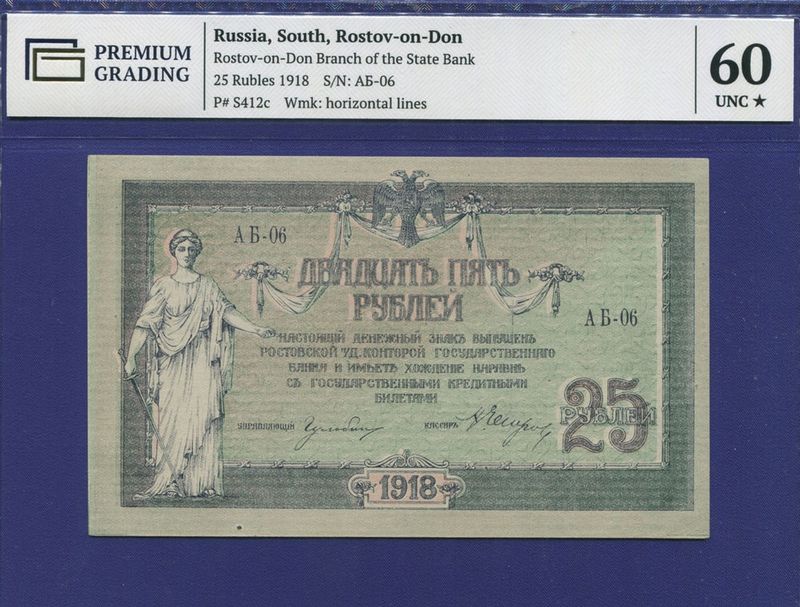 PREMIUM
GRADING
Russia, South, Rostov-on-Don
Rostov-on-Don Branch of the State Bank
25 Rubles 1918 S/N: АБ-06
P# S412c Wmk: horizontal lines
60
UNC ★
АБ-06
ДВАДЦАТЬ ПЯТЬ
РУБЛЕЙ
АБ-06
НАСТОЯЩІЙ ДЕНЕЖНЫЙ ЗНАКЪ ВЫПУЩЕНЪ
РОСТОВСКОЙ Н/Д. КОНТОРОЙ ГОСУДАРСТВЕННАГО
БАНКА И ИМѢЕТЪ ХОЖДЕНІЕ НАРАВНѢ
СЪ ГОСУДАРСТВЕННЫМИ КРЕДИТНЫМИ
БИЛЕТАМИ
УПРАВЛЯЮЩІЙ
КАССИРЪ
25
РУБЛЕЙ
1918